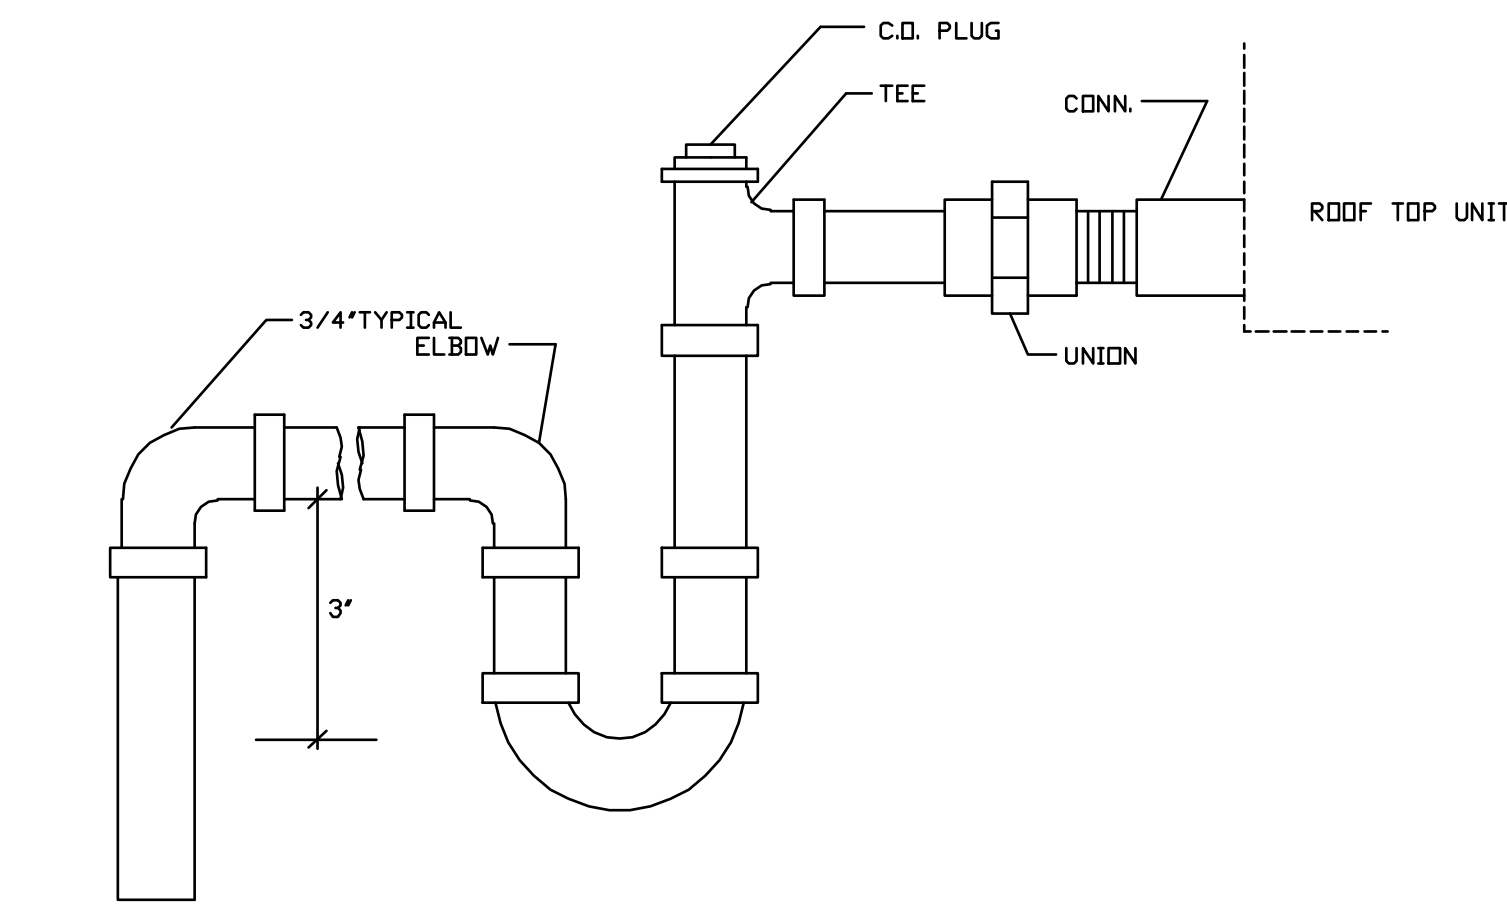 C.O. PLUG
TEE
CONN.
ROOF TOP UNIT
3/4"TYPICAL
ELBOW
UNION
3"